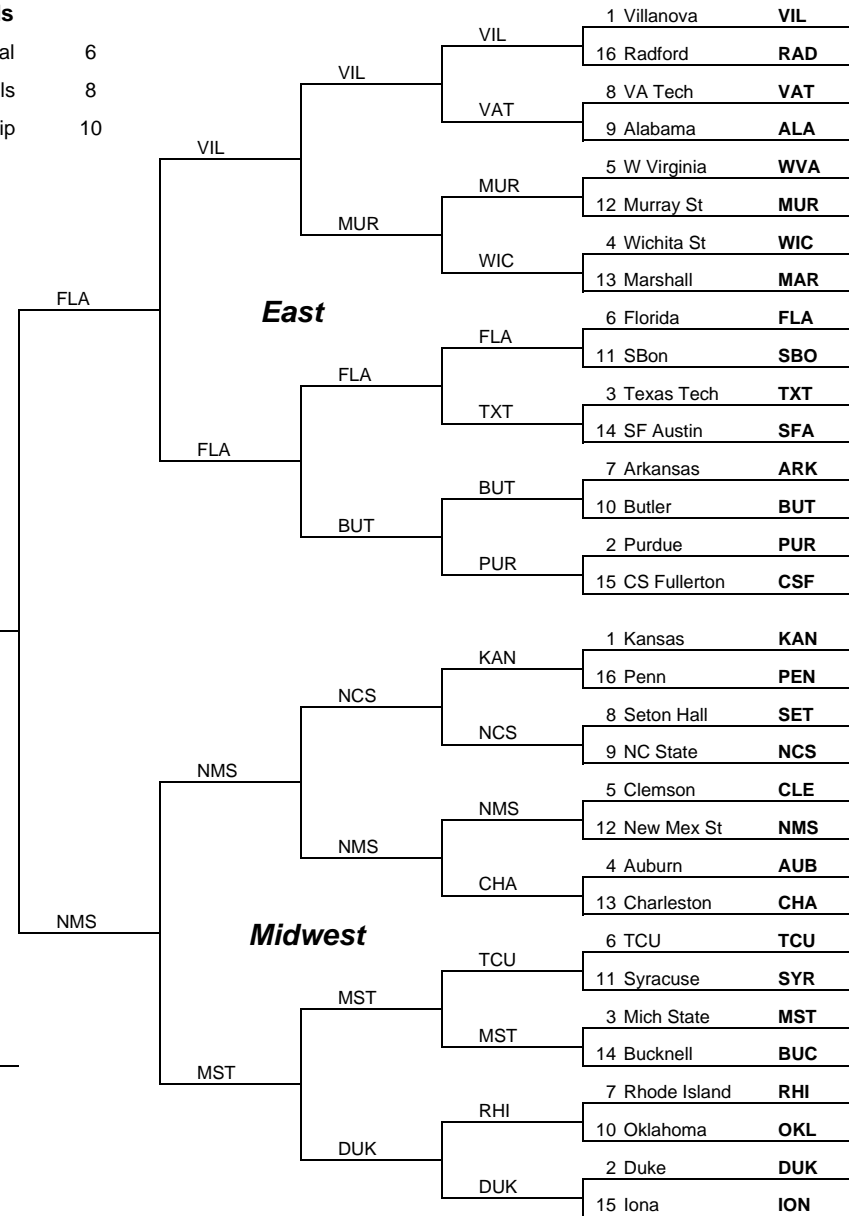 ls
al 6
ls 8
ip 10
1 Villanova VIL
VIL
16 Radford RAD
VIL
8 VA Tech VAT
VAT
9 Alabama ALA
VIL
5 W Virginia WVA
MUR
12 Murray St MUR
MUR
4 Wichita St WIC
WIC
13 Marshall MAR
FLA
East
6 Florida FLA
FLA
11 SBon SBO
FLA
3 Texas Tech TXT
TXT
14 SF Austin SFA
FLA
7 Arkansas ARK
BUT
10 Butler BUT
BUT
2 Purdue PUR
PUR
15 CS Fullerton CSF
1 Kansas KAN
KAN
16 Penn PEN
NCS
8 Seton Hall SET
NCS
9 NC State NCS
NMS
5 Clemson CLE
NMS
12 New Mex St NMS
NMS
4 Auburn AUB
CHA
13 Charleston CHA
NMS
Midwest
6 TCU TCU
TCU
11 Syracuse SYR
MST
3 Mich State MST
MST
14 Bucknell BUC
MST
7 Rhode Island RHI
RHI
10 Oklahoma OKL
DUK
2 Duke DUK
DUK
15 Iona ION